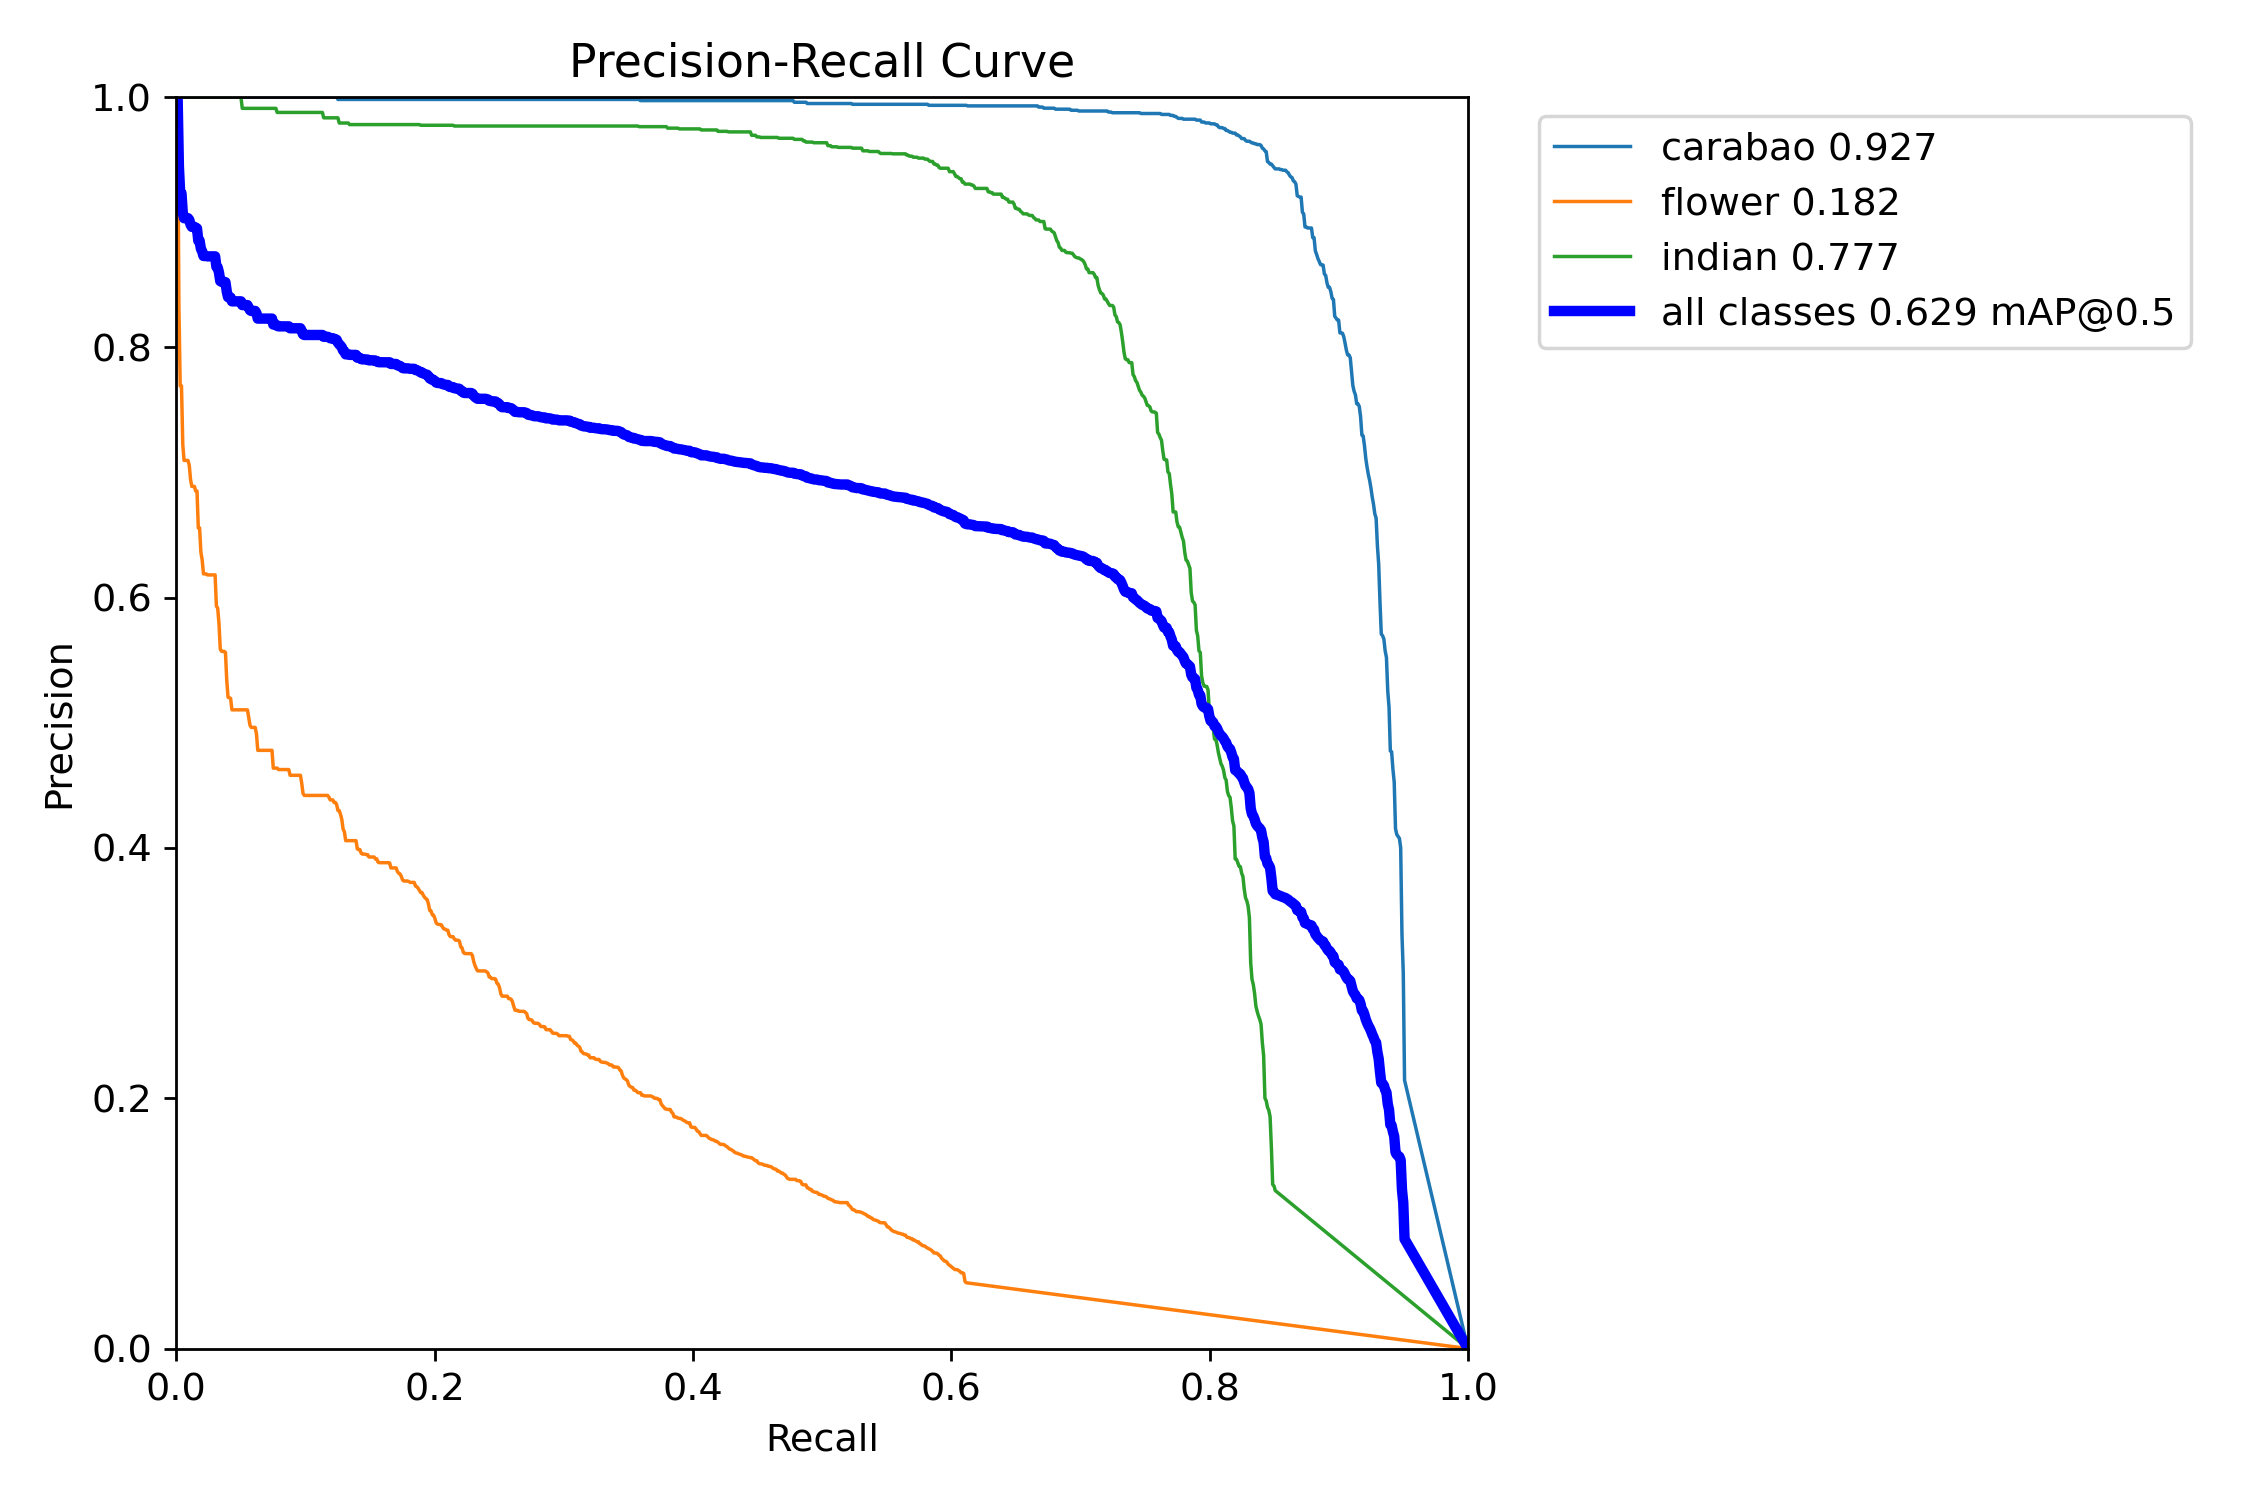 Precision-Recall Curve
1.0
0.8
0.6
0.4
0.2
0.0
Precision
0.0 0.2 0.4 0.6 0.8 1.0
Recall
carabao 0.927
flower 0.182
indian 0.777
all classes 0.629 mAP@0.5